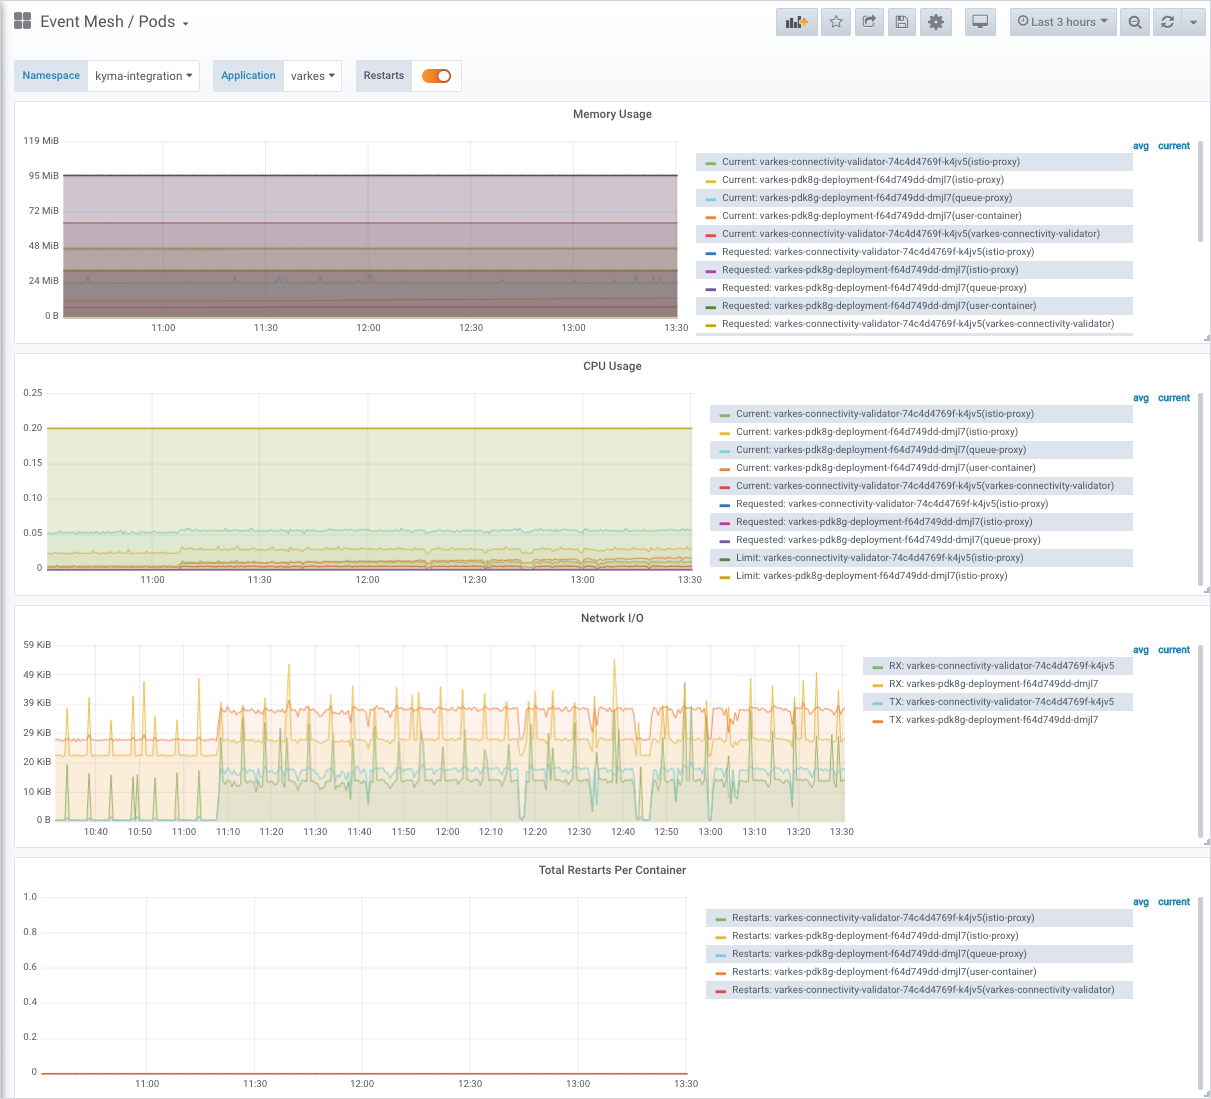 Event Mesh / Pods
Last 3 hours
Namespace kyma-integration Application varkes Restarts
Memory Usage
119 MiB
95 MiB
72 MiB
48 MiB
24 MiB
0 B
11:00 11:30 12:00 12:30 13:00 13:30
avg current
Current: varkes-connectivity-validator-74c4d4769f-k4jv5(istio-proxy)
Current: varkes-pdk8g-deployment-f64d749dd-dmjl7(istio-proxy)
Current: varkes-pdk8g-deployment-f64d749dd-dmjl7(queue-proxy)
Current: varkes-pdk8g-deployment-f64d749dd-dmjl7(user-container)
Current: varkes-connectivity-validator-74c4d4769f-k4jv5(varkes-connectivity-validator)
Requested: varkes-connectivity-validator-74c4d4769f-k4jv5(istio-proxy)
Requested: varkes-pdk8g-deployment-f64d749dd-dmjl7(istio-proxy)
Requested: varkes-pdk8g-deployment-f64d749dd-dmjl7(queue-proxy)
Requested: varkes-pdk8g-deployment-f64d749dd-dmjl7(user-container)
Requested: varkes-connectivity-validator-74c4d4769f-k4jv5(varkes-connectivity-validator)
CPU Usage
0.25
0.20
0.15
0.10
0.05
0
11:00 11:30 12:00 12:30 13:00 13:30
avg current
Current: varkes-connectivity-validator-74c4d4769f-k4jv5(istio-proxy)
Current: varkes-pdk8g-deployment-f64d749dd-dmjl7(istio-proxy)
Current: varkes-pdk8g-deployment-f64d749dd-dmjl7(queue-proxy)
Current: varkes-pdk8g-deployment-f64d749dd-dmjl7(user-container)
Current: varkes-connectivity-validator-74c4d4769f-k4jv5(varkes-connectivity-validator)
Requested: varkes-connectivity-validator-74c4d4769f-k4jv5(istio-proxy)
Requested: varkes-pdk8g-deployment-f64d749dd-dmjl7(istio-proxy)
Requested: varkes-pdk8g-deployment-f64d749dd-dmjl7(queue-proxy)
Limit: varkes-connectivity-validator-74c4d4769f-k4jv5(istio-proxy)
Limit: varkes-pdk8g-deployment-f64d749dd-dmjl7(istio-proxy)
Network I/O
59 KiB
49 KiB
39 KiB
29 KiB
20 KiB
10 KiB
0 B
10:40 10:50 11:00 11:10 11:20 11:30 11:40 11:50 12:00 12:10 12:20 12:30 12:40 12:50 13:00 13:10 13:20 13:30
avg current
RX: varkes-connectivity-validator-74c4d4769f-k4jv5
RX: varkes-pdk8g-deployment-f64d749dd-dmjl7
TX: varkes-connectivity-validator-74c4d4769f-k4jv5
TX: varkes-pdk8g-deployment-f64d749dd-dmjl7
Total Restarts Per Container
1.0
0.8
0.6
0.4
0.2
0
11:00 11:30 12:00 12:30 13:00 13:30
avg current
Restarts: varkes-connectivity-validator-74c4d4769f-k4jv5(istio-proxy)
Restarts: varkes-pdk8g-deployment-f64d749dd-dmjl7(istio-proxy)
Restarts: varkes-pdk8g-deployment-f64d749dd-dmjl7(queue-proxy)
Restarts: varkes-pdk8g-deployment-f64d749dd-dmjl7(user-container)
Restarts: varkes-connectivity-validator-74c4d4769f-k4jv5(varkes-connectivity-validator)